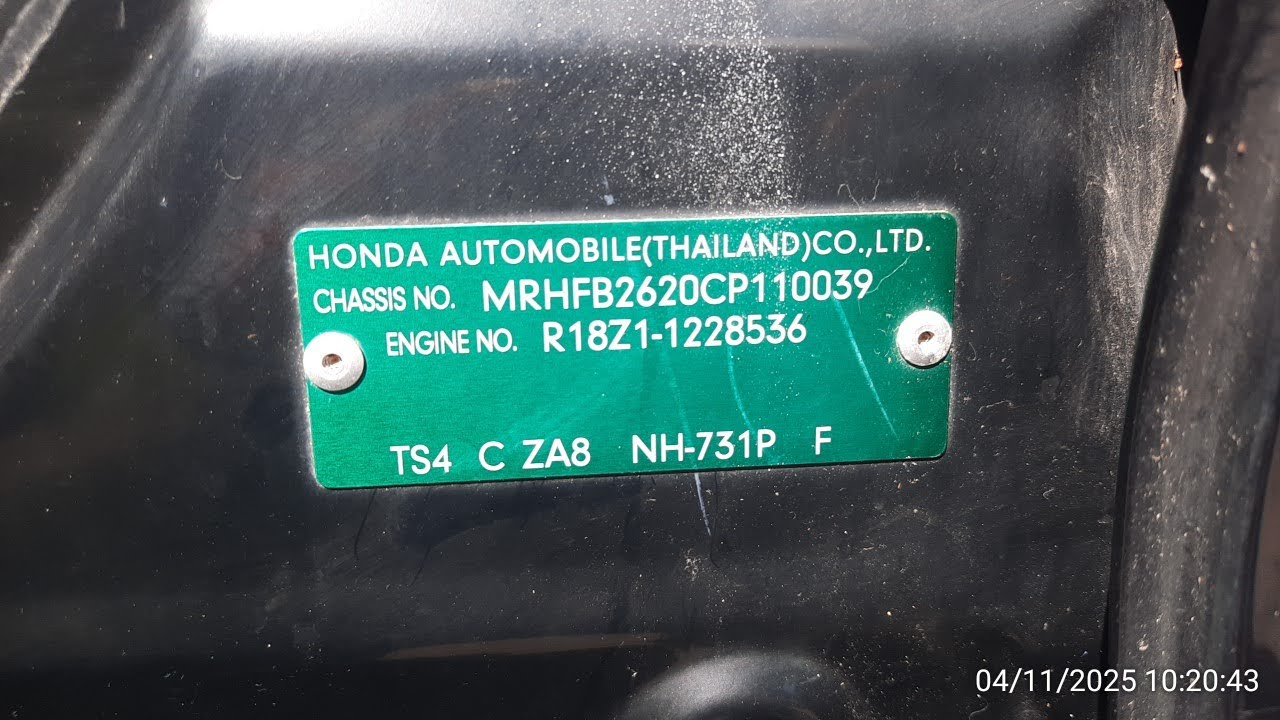 HONDA AUTOMOBILE(THAILAND)CO.,LTD.
CHASSIS NO. MRHFB2620CP110039
ENGINE NO. R18Z1-1228536
TS4 C ZA8 NH-731P F
04/11/2025 10:20:43